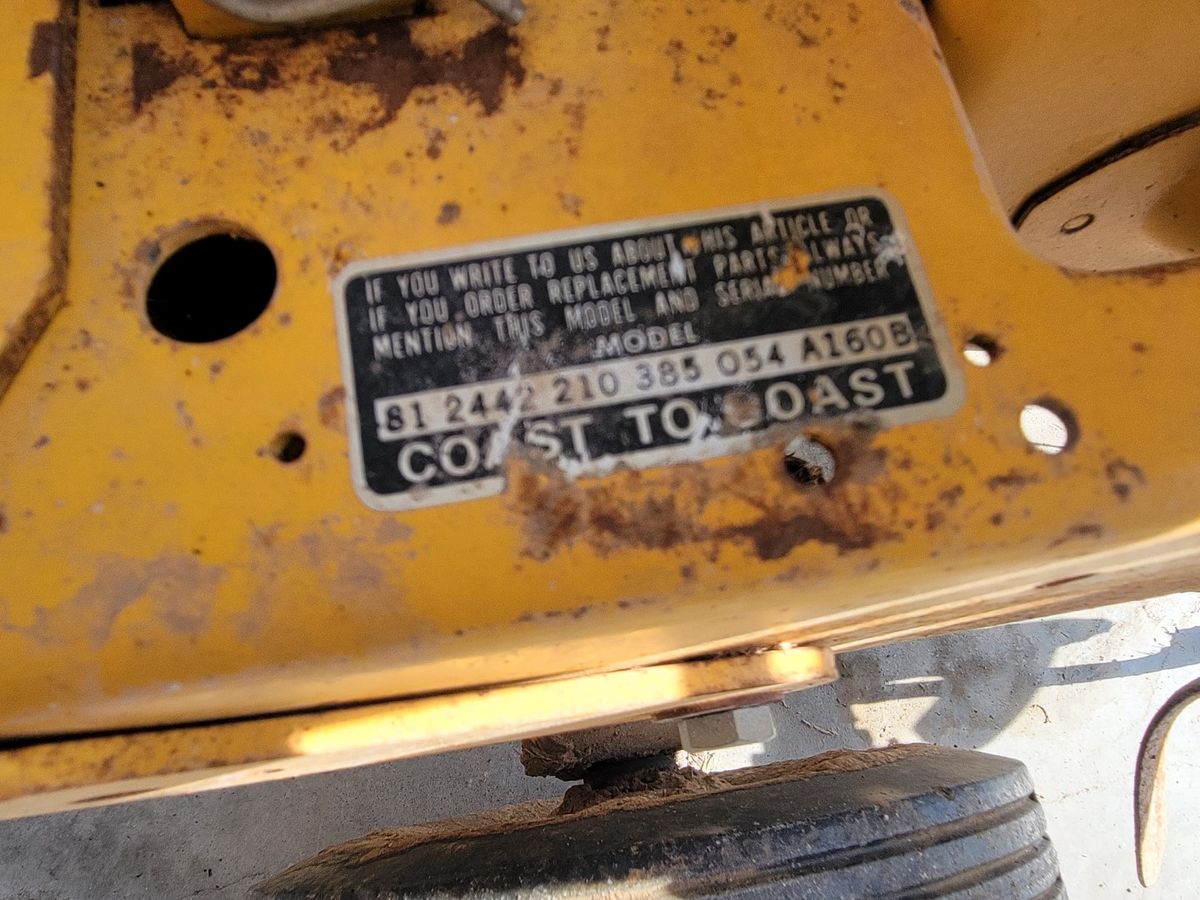 IF YOU WRITE TO US ABOUT THIS ARTICLE OR
IF YOU ORDER REPLACEMENT PARTS ALWAYS
MENTION THIS MODEL AND SERIAL NUMBER
MODEL
81 2442 210 385 054 A160B
COAST TO COAST